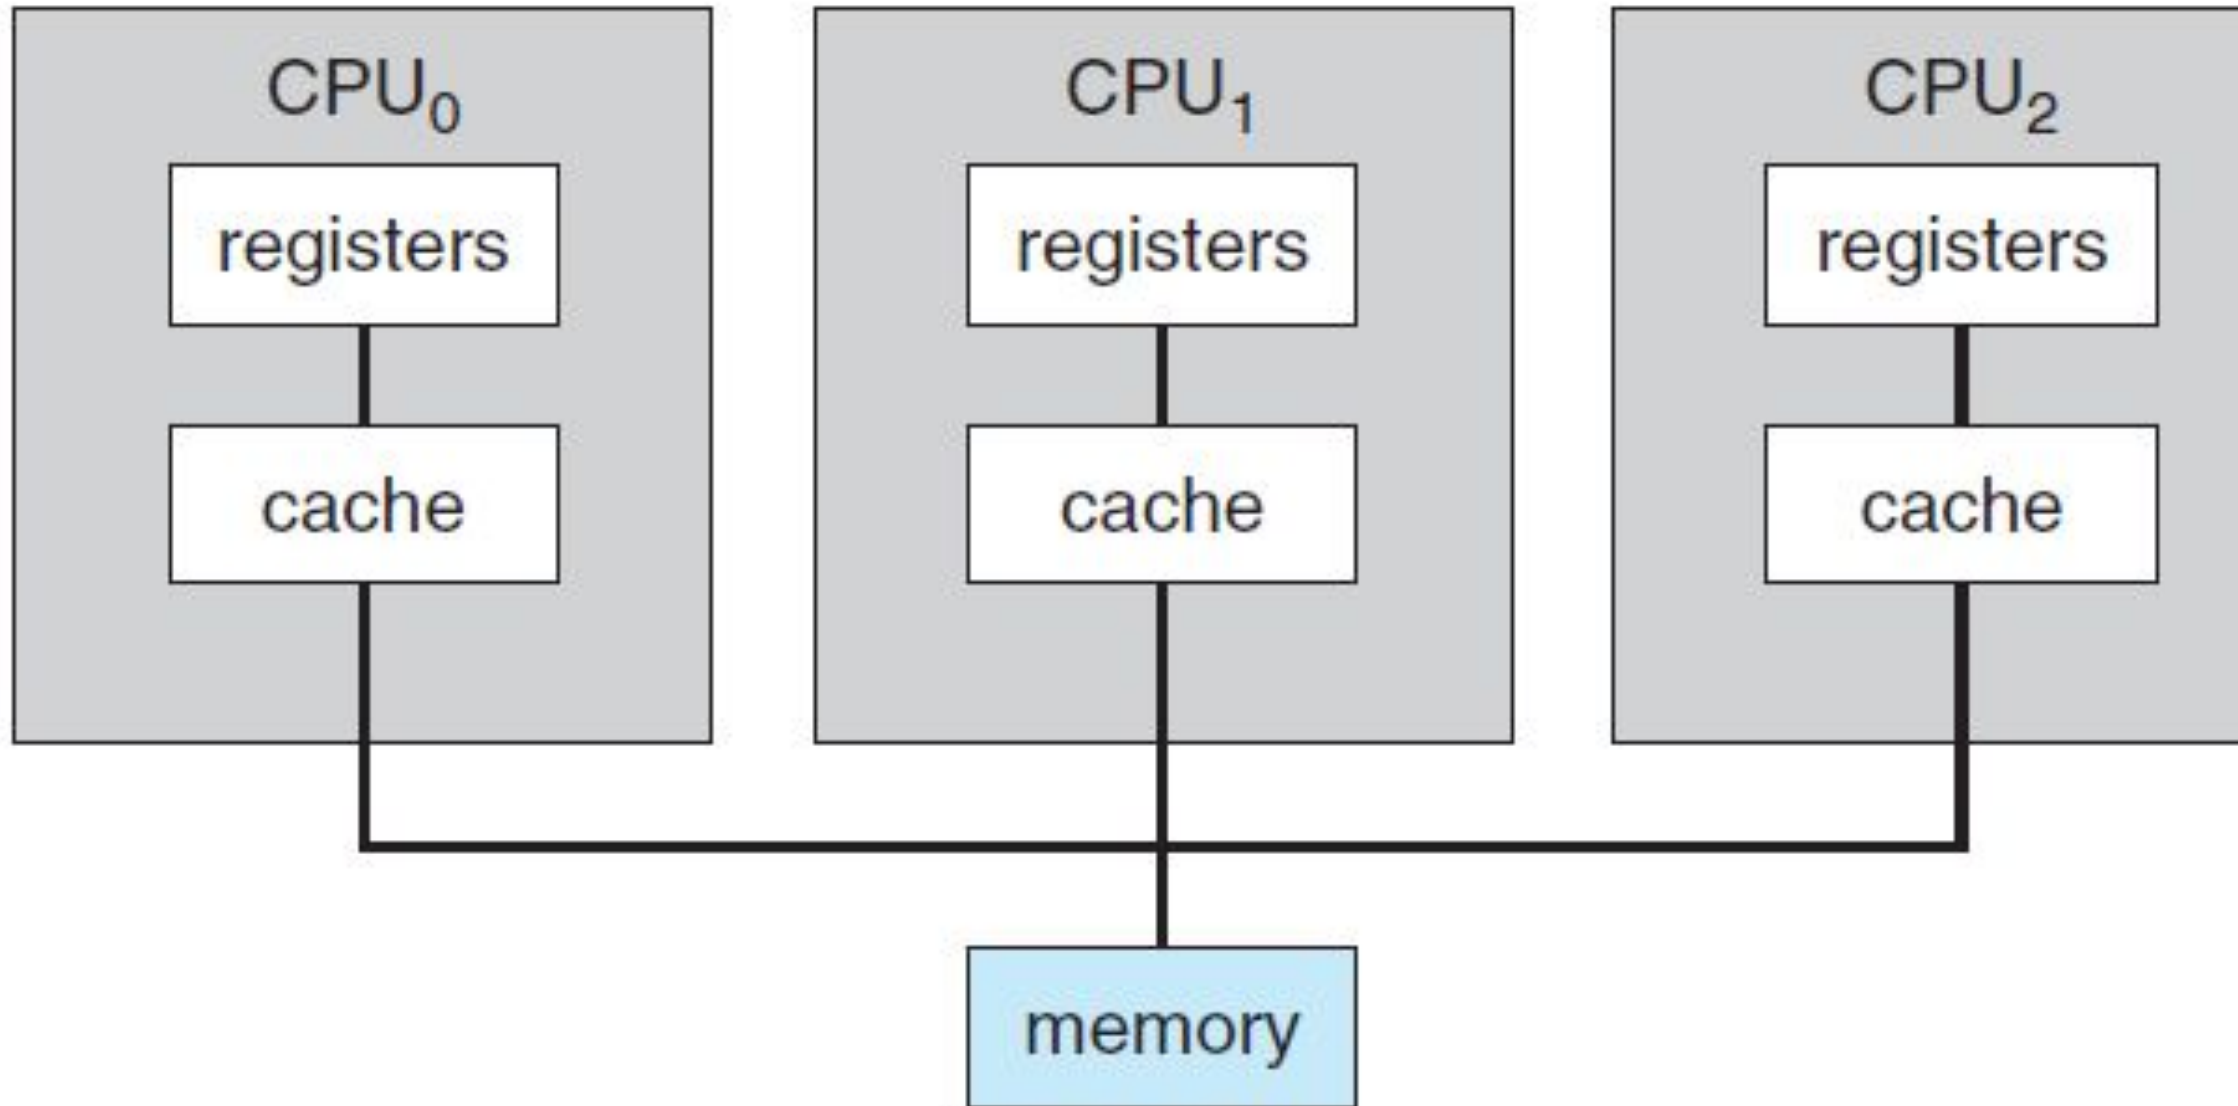 CPU₀
CPU₁
CPU₂
registers
registers
registers
cache
cache
cache
memory